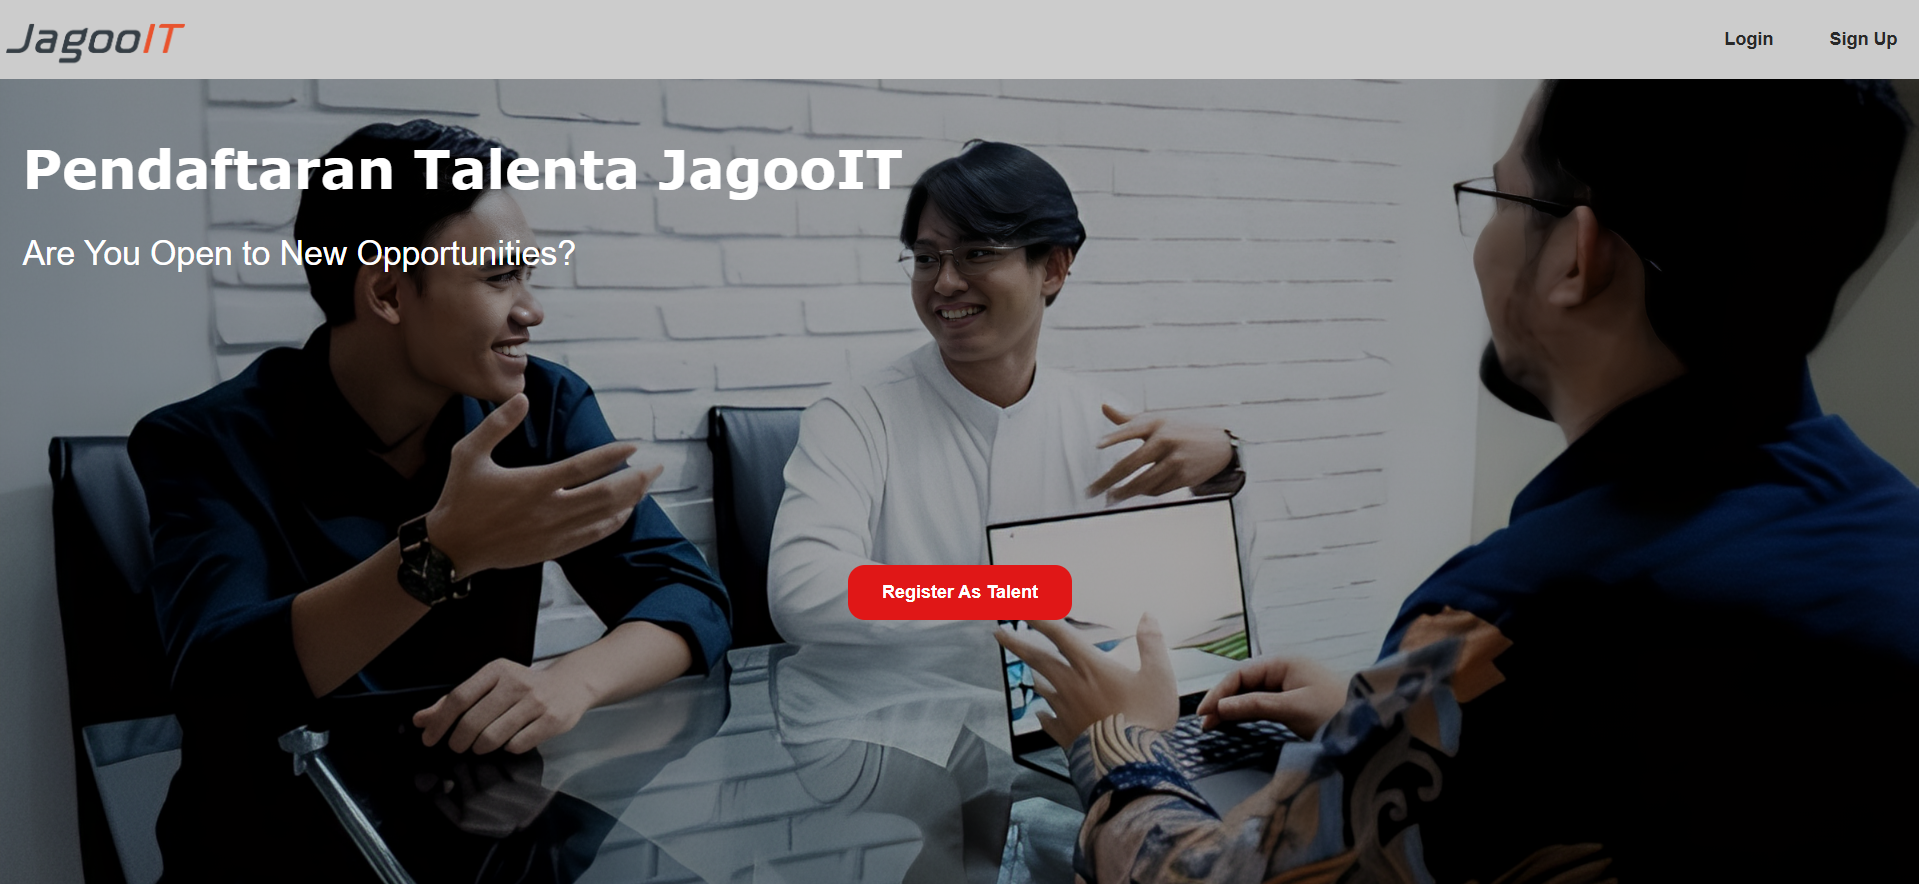 JagooIT
Login
Sign Up
Pendaftaran Talenta JagooIT
Are You Open to New Opportunities?
Register As Talent